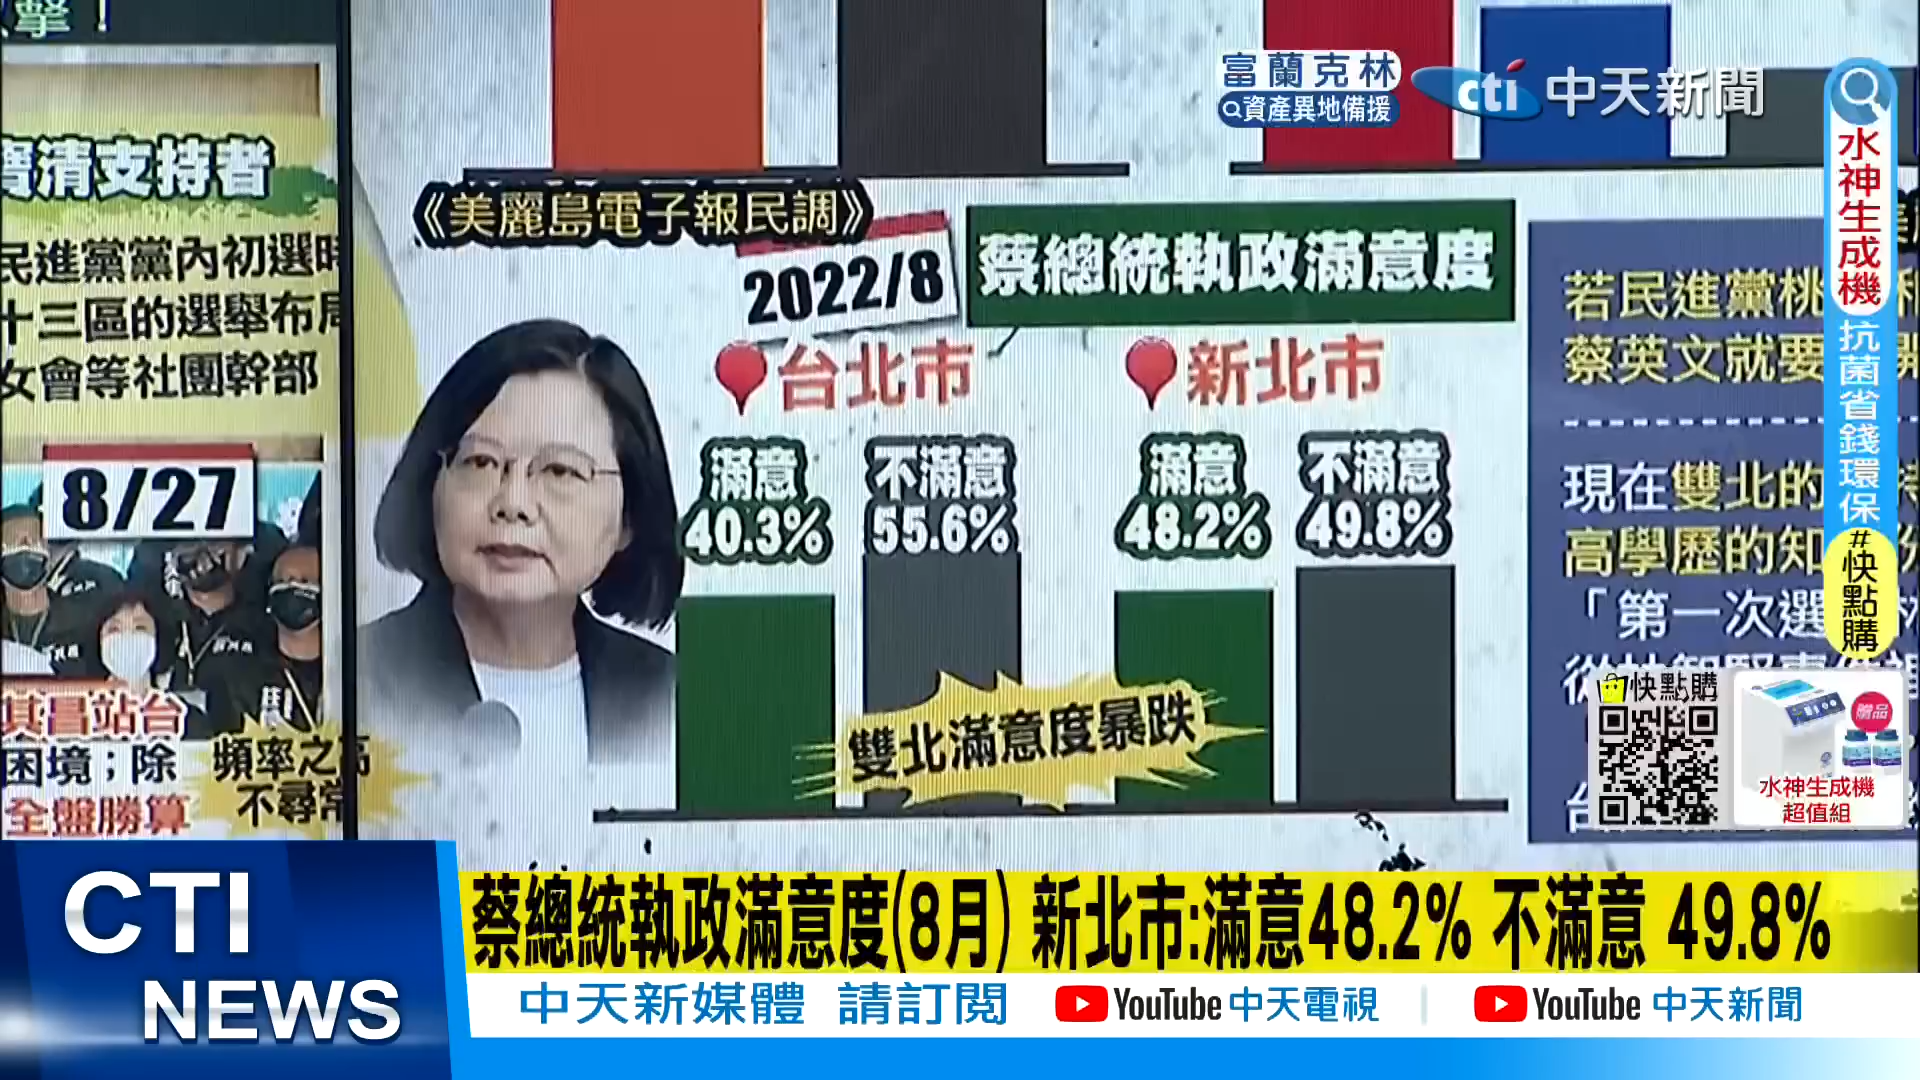 擊！
清支持者
民進黨黨內初選時
十三區的選舉布局
女會等社團幹部
8/27
其昌站台
困境；除
全盤勝算
頻率之高
不尋常
《美麗島電子報民調》
2022/8
蔡總統執政滿意度
台北市
新北市
滿意
40.3%
不滿意
55.6%
滿意
48.2%
不滿意
49.8%
雙北滿意度暴跌
若民進黨桃
蔡英文就要
現在雙北的
高學歷的知
「第一次選
富蘭克林
資產異地備援
cti 中天新聞
水神生成機
抗菌省錢環保
#快點購
快點購
贈品
水神生成機
超值組
CTI
NEWS
蔡總統執政滿意度(8月) 新北市:滿意48.2% 不滿意 49.8%
中天新媒體 請訂閱 YouTube 中天電視 | YouTube 中天新聞